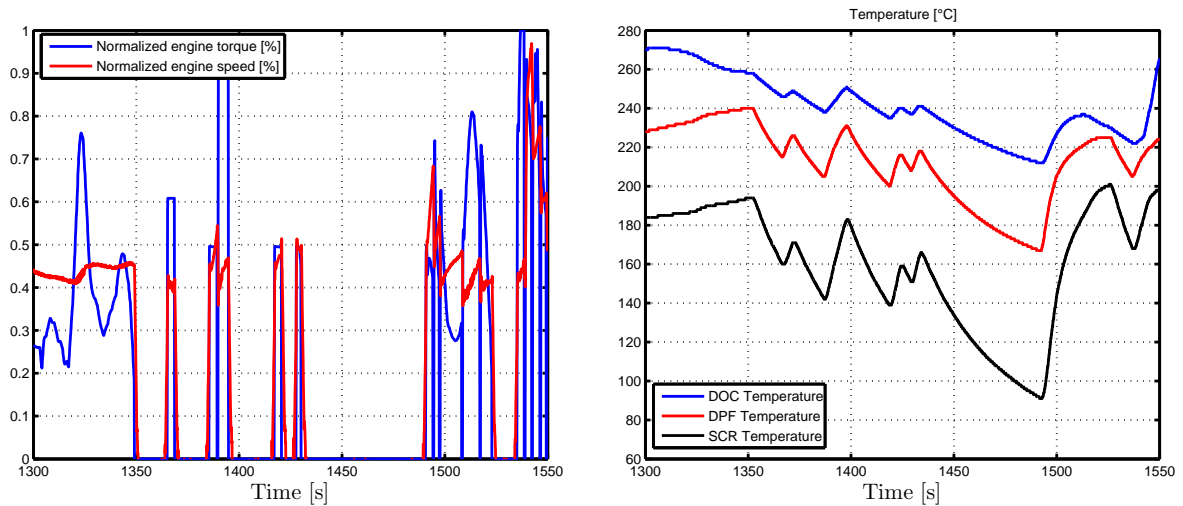 1
0.9
0.8
0.7
0.6
0.5
0.4
0.3
0.2
0.1
0
Normalized engine torque [%]
Normalized engine speed [%]
1300 1350 1400 1450 1500 1550
Time [s]
Temperature [°C]
280
260
240
220
200
180
160
140
120
100
80
60
DOC Temperature
DPF Temperature
SCR Temperature
1300 1350 1400 1450 1500 1550
Time [s]